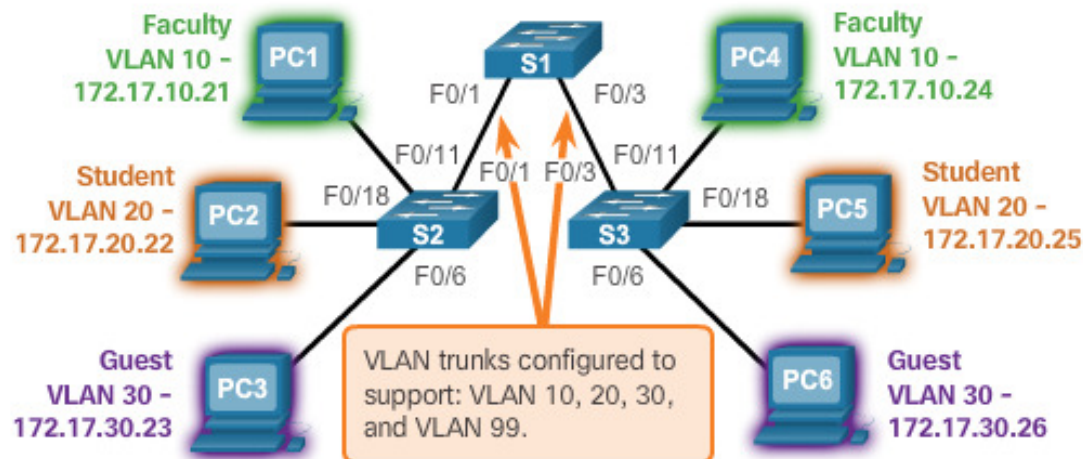 Faculty
VLAN 10 –
172.17.10.21
PC1
S1
PC4
Faculty
VLAN 10 –
172.17.10.24
F0/1
F0/3
F0/11
F0/1
F0/3
F0/11
Student
VLAN 20 –
172.17.20.22
PC2
F0/18
S2
S3
F0/18
PC5
Student
VLAN 20 –
172.17.20.25
F0/6
F0/6
Guest
VLAN 30 –
172.17.30.23
PC3
VLAN trunks configured to
support: VLAN 10, 20, 30,
and VLAN 99.
PC6
Guest
VLAN 30 –
172.17.30.26